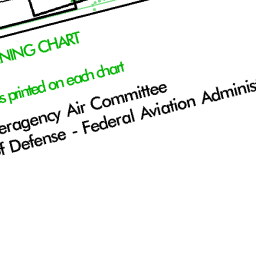 NING CHART
s printed on each chart
eragency Air Committee
f Defense - Federal Aviation Adminis